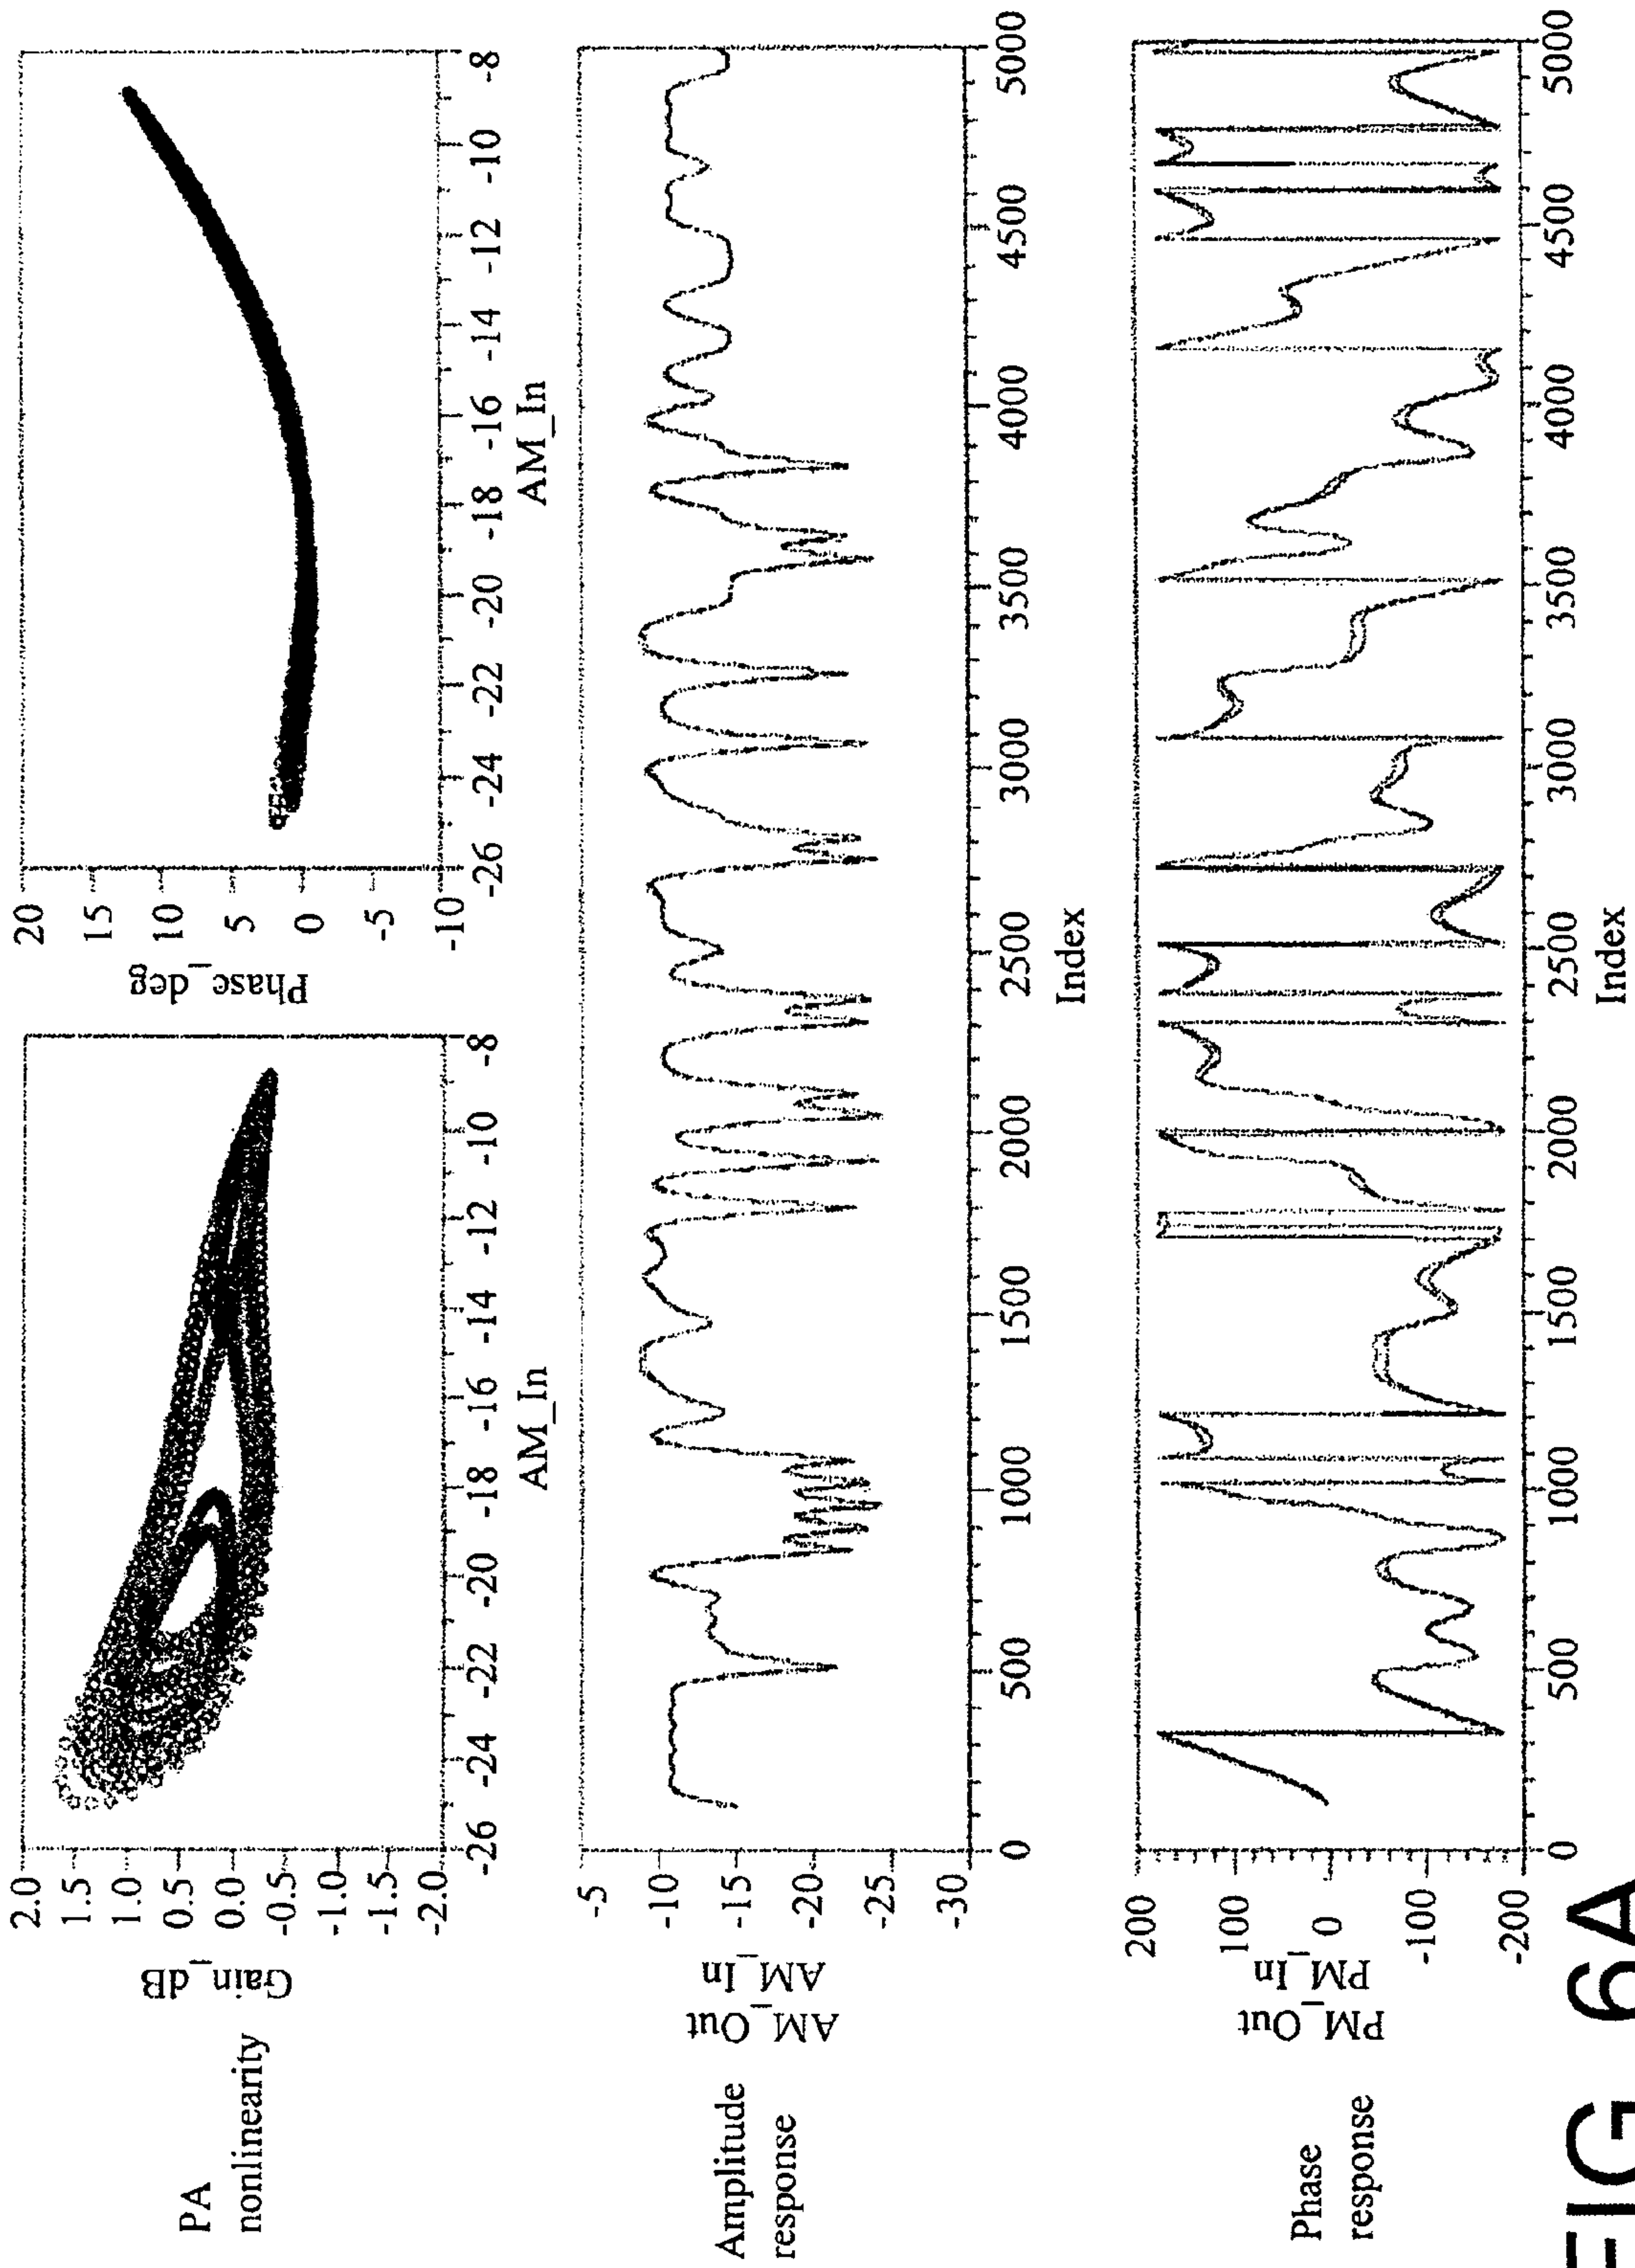 PA
nonlinearity
Gain_dB
2.0
1.5
1.0
0.5
0.0
-0.5
-1.0
-1.5
-2.0
-26 -24 -22 -20 -18 -16 -14 -12 -10 -8
AM_In
Phase_deg
20
15
10
5
0
-5
-10
-26 -24 -22 -20 -18 -16 -14 -12 -10 -8
AM_In
Amplitude
response
AM_Out
AM_In
-5
-10
-15
-20
-25
-30
0 500 1000 1500 2000 2500 3000 3500 4000 4500 5000
Index
Phase
response
PM_Out
PM_In
200
100
0
-100
-200
0 500 1000 1500 2000 2500 3000 3500 4000 4500 5000
Index
FIG 6A